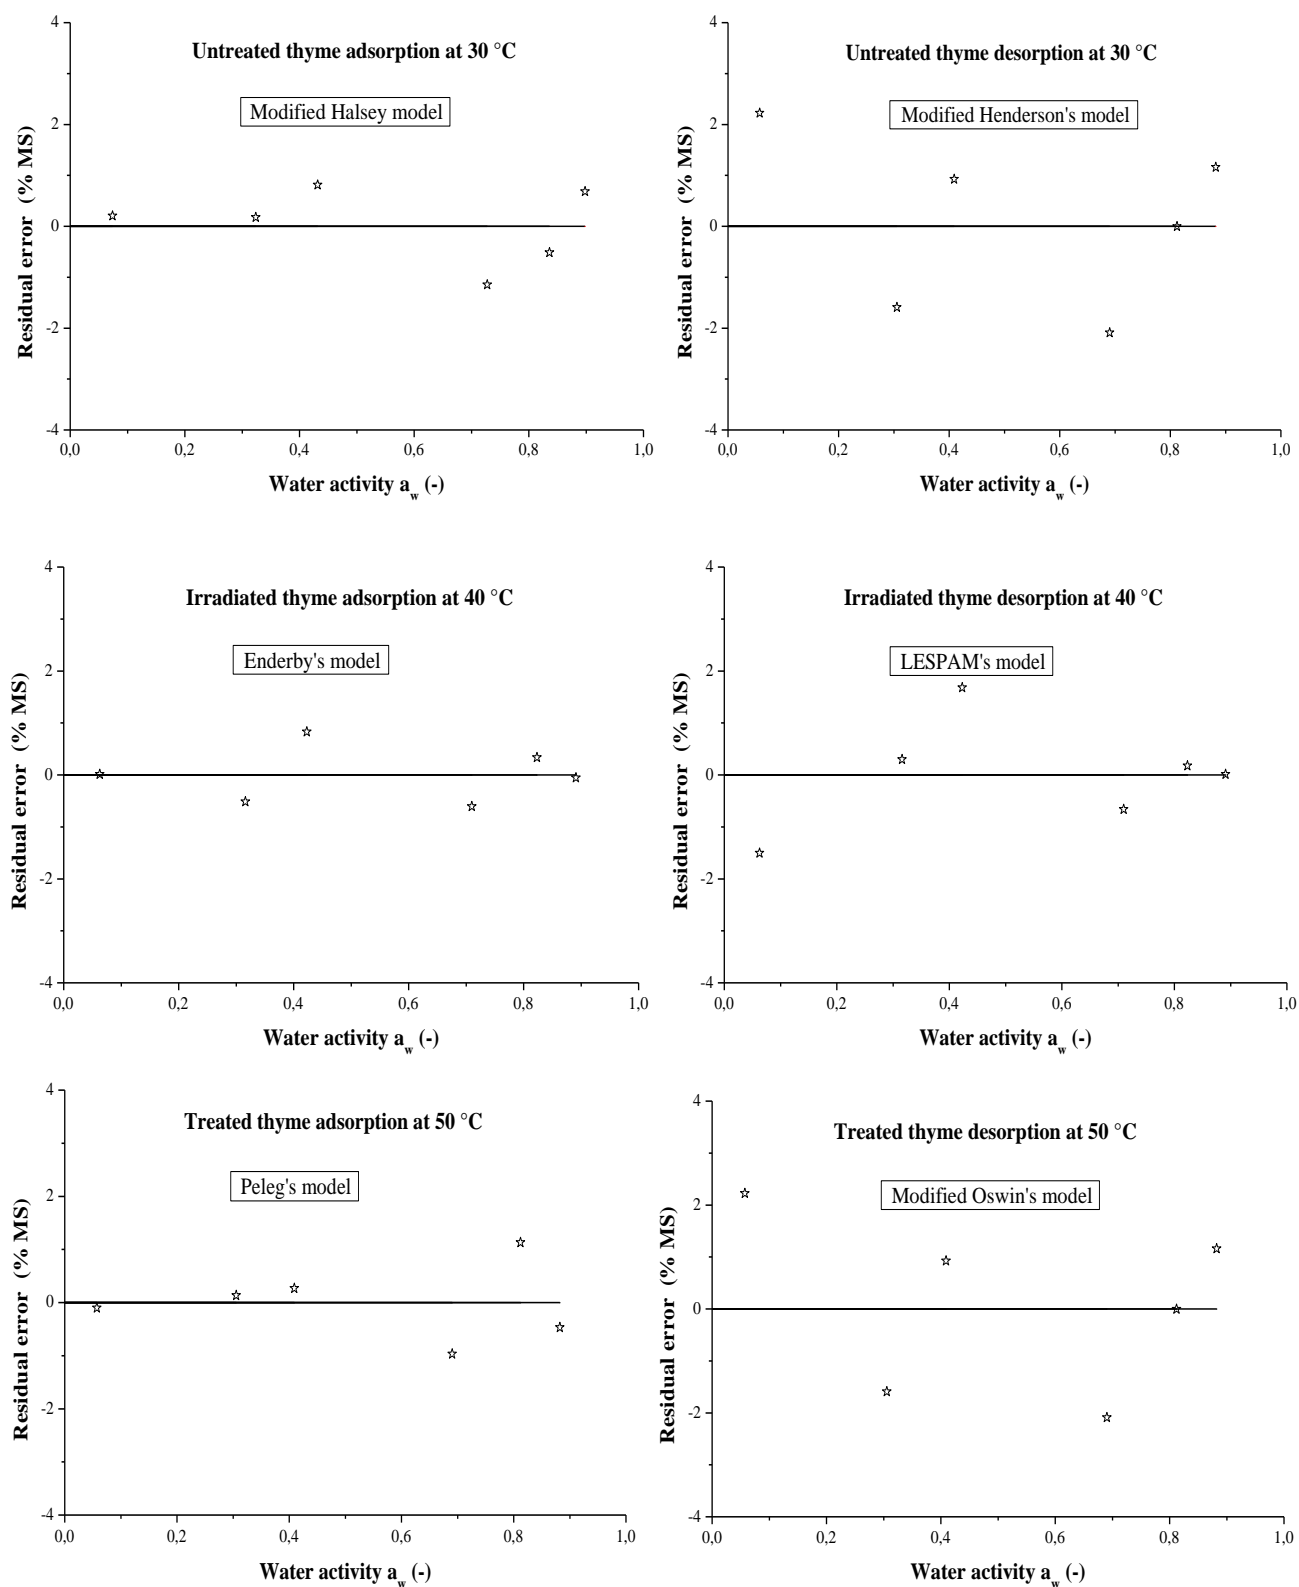 Untreated thyme adsorption at 30 °C
Modified Halsey model
Residual error (% MS)
4
2
0
-2
-4
0,0 0,2 0,4 0,6 0,8 1,0
Water activity a_w (-)
Untreated thyme desorption at 30 °C
Modified Henderson's model
Residual error (% MS)
4
2
0
-2
-4
0,0 0,2 0,4 0,6 0,8 1,0
Water activity a_w (-)
Irradiated thyme adsorption at 40 °C
Enderby's model
Residual error (% MS)
4
2
0
-2
-4
0,0 0,2 0,4 0,6 0,8 1,0
Water activity a_w (-)
Irradiated thyme desorption at 40 °C
LESPAM's model
Residual error (% MS)
4
2
0
-2
-4
0,0 0,2 0,4 0,6 0,8 1,0
Water activity a_w (-)
Treated thyme adsorption at 50 °C
Peleg's model
Residual error (% MS)
4
2
0
-2
-4
0,0 0,2 0,4 0,6 0,8 1,0
Water activity a_w (-)
Treated thyme desorption at 50 °C
Modified Oswin's model
Residual error (% MS)
4
2
0
-2
-4
0,0 0,2 0,4 0,6 0,8 1,0
Water activity a_w (-)